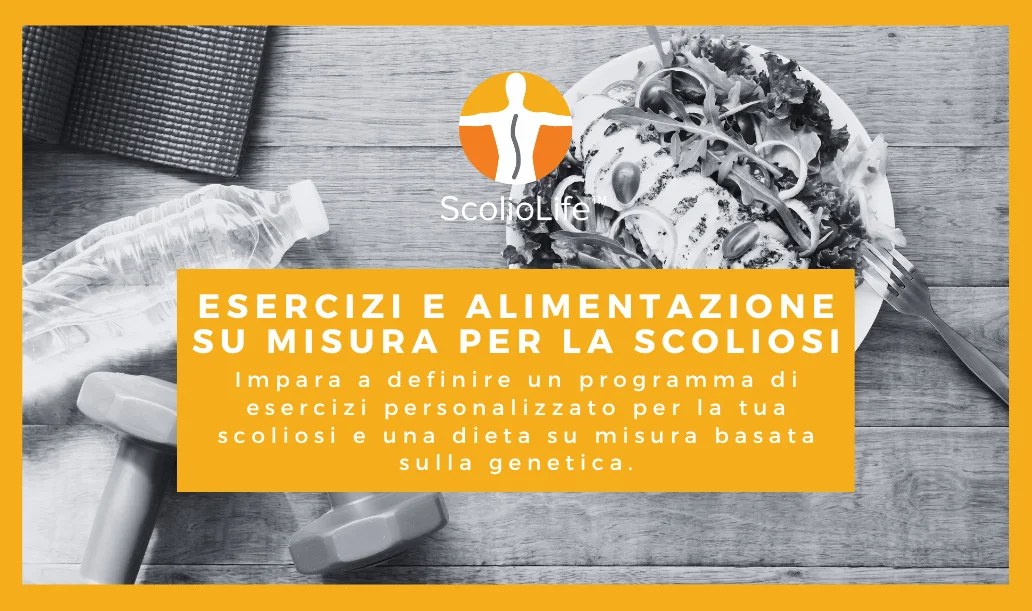 ScolioLife™
ESERCIZI E ALIMENTAZIONE
SU MISURA PER LA SCOLIOSI
Impara a definire un programma di
esercizi personalizzato per la tua
scoliosi e una dieta su misura basata
sulla genetica.